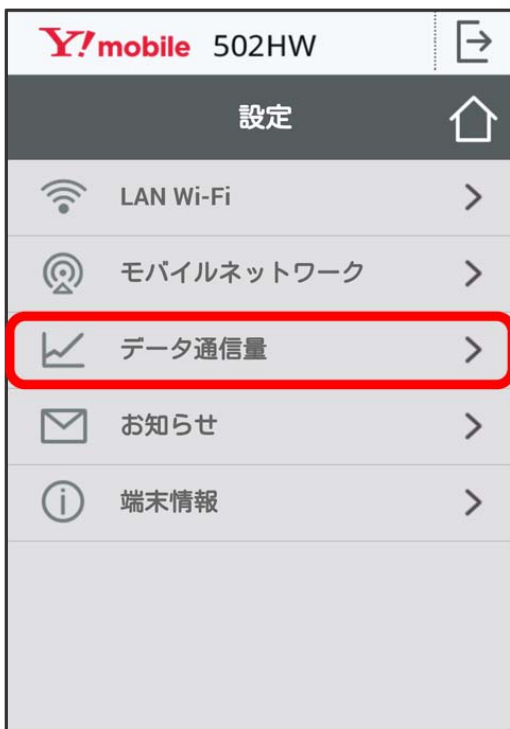 Y!mobile 502HW
設定
LAN Wi-Fi
モバイルネットワーク
データ通信量
お知らせ
端末情報